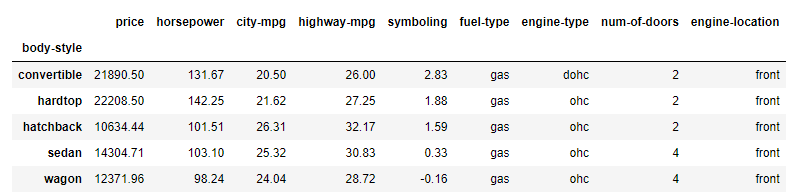 price horsepower city-mpg highway-mpg symboling fuel-type engine-type num-of-doors engine-location
body-style
convertible 21890.50 131.67 20.50 26.00 2.83 gas dohc 2 front
hardtop 22208.50 142.25 21.62 27.25 1.88 gas ohc 2 front
hatchback 10634.44 101.51 26.31 32.17 1.59 gas ohc 2 front
sedan 14304.71 103.10 25.32 30.83 0.33 gas ohc 4 front
wagon 12371.96 98.24 24.04 28.72 -0.16 gas ohc 4 front